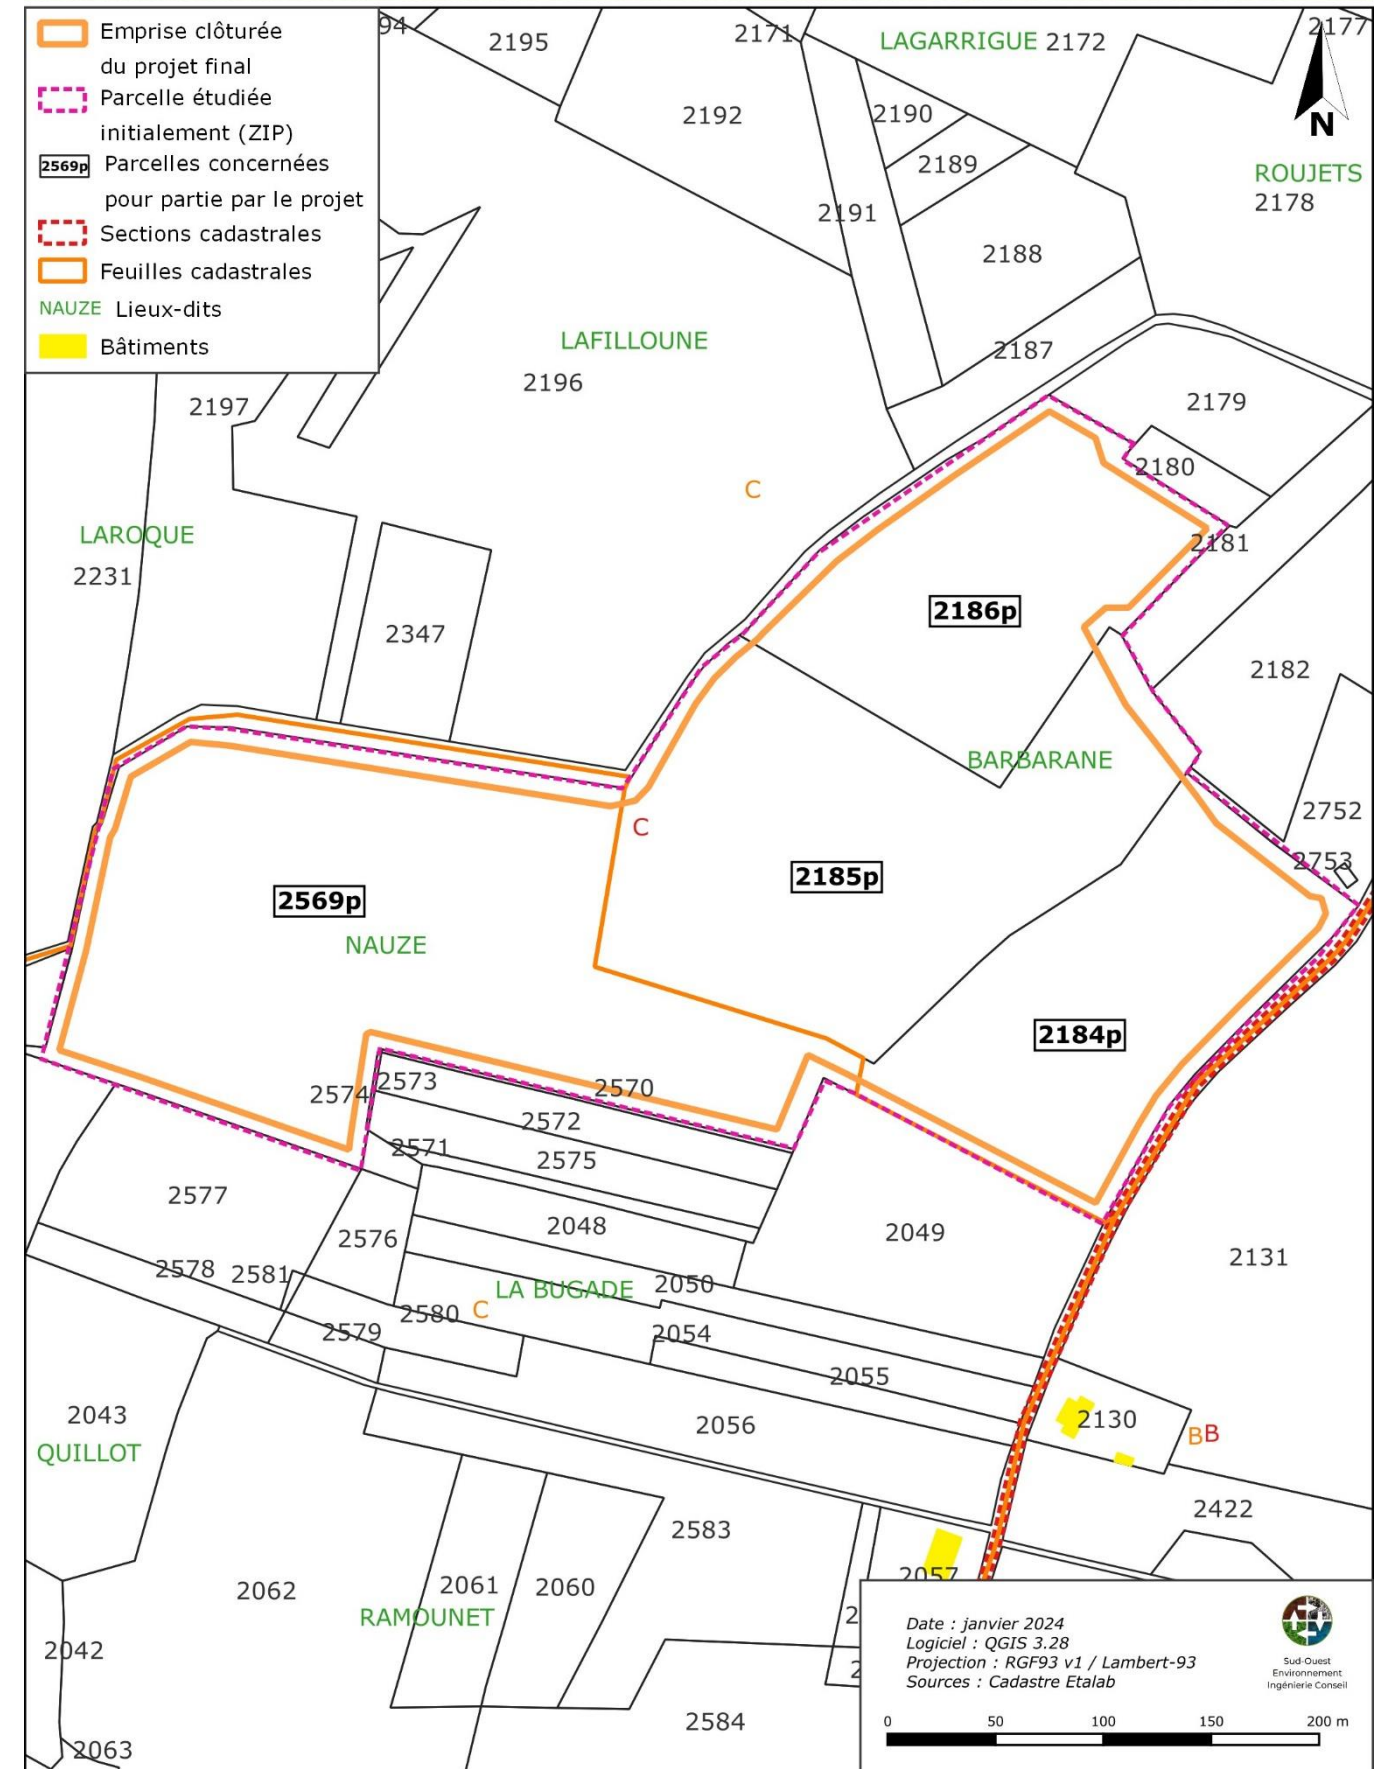 Emprise clôturée
du projet final
Parcelle étudiée
initialement (ZIP)
2569p Parcelles concernées
pour partie par le projet
Sections cadastrales
Feuilles cadastrales
NAUZE Lieux-dits
Bâtiments
94
2195
2171
LAGARRIGUE 2172
2177
N
2192
2190
2189
ROUJETS
2178
2191
2188
LAFILLOUNE
2187
2196
2197
2179
2180
C
LAROQUE
2181
2231
2186p
2347
2182
BARBARANE
2752
C
2753
2185p
2569p
NAUZE
2184p
2573
2570
2574
2572
2571
2575
2577
2048
2049
2576
2131
2578
2581
LA BUGADE
2050
2580
C
2579
2054
2055
2043
2056
2130
BB
QUILLOT
2422
2583
2057
2062
2061
2060
RAMOUNET
2
2042
2
2584
2063
Date : janvier 2024
Logiciel : QGIS 3.28
Projection : RGF93 v1 / Lambert-93
Sources : Cadastre Etalab
Sud-Ouest
Environnement
Ingénierie Conseil
0 50 100 150 200 m